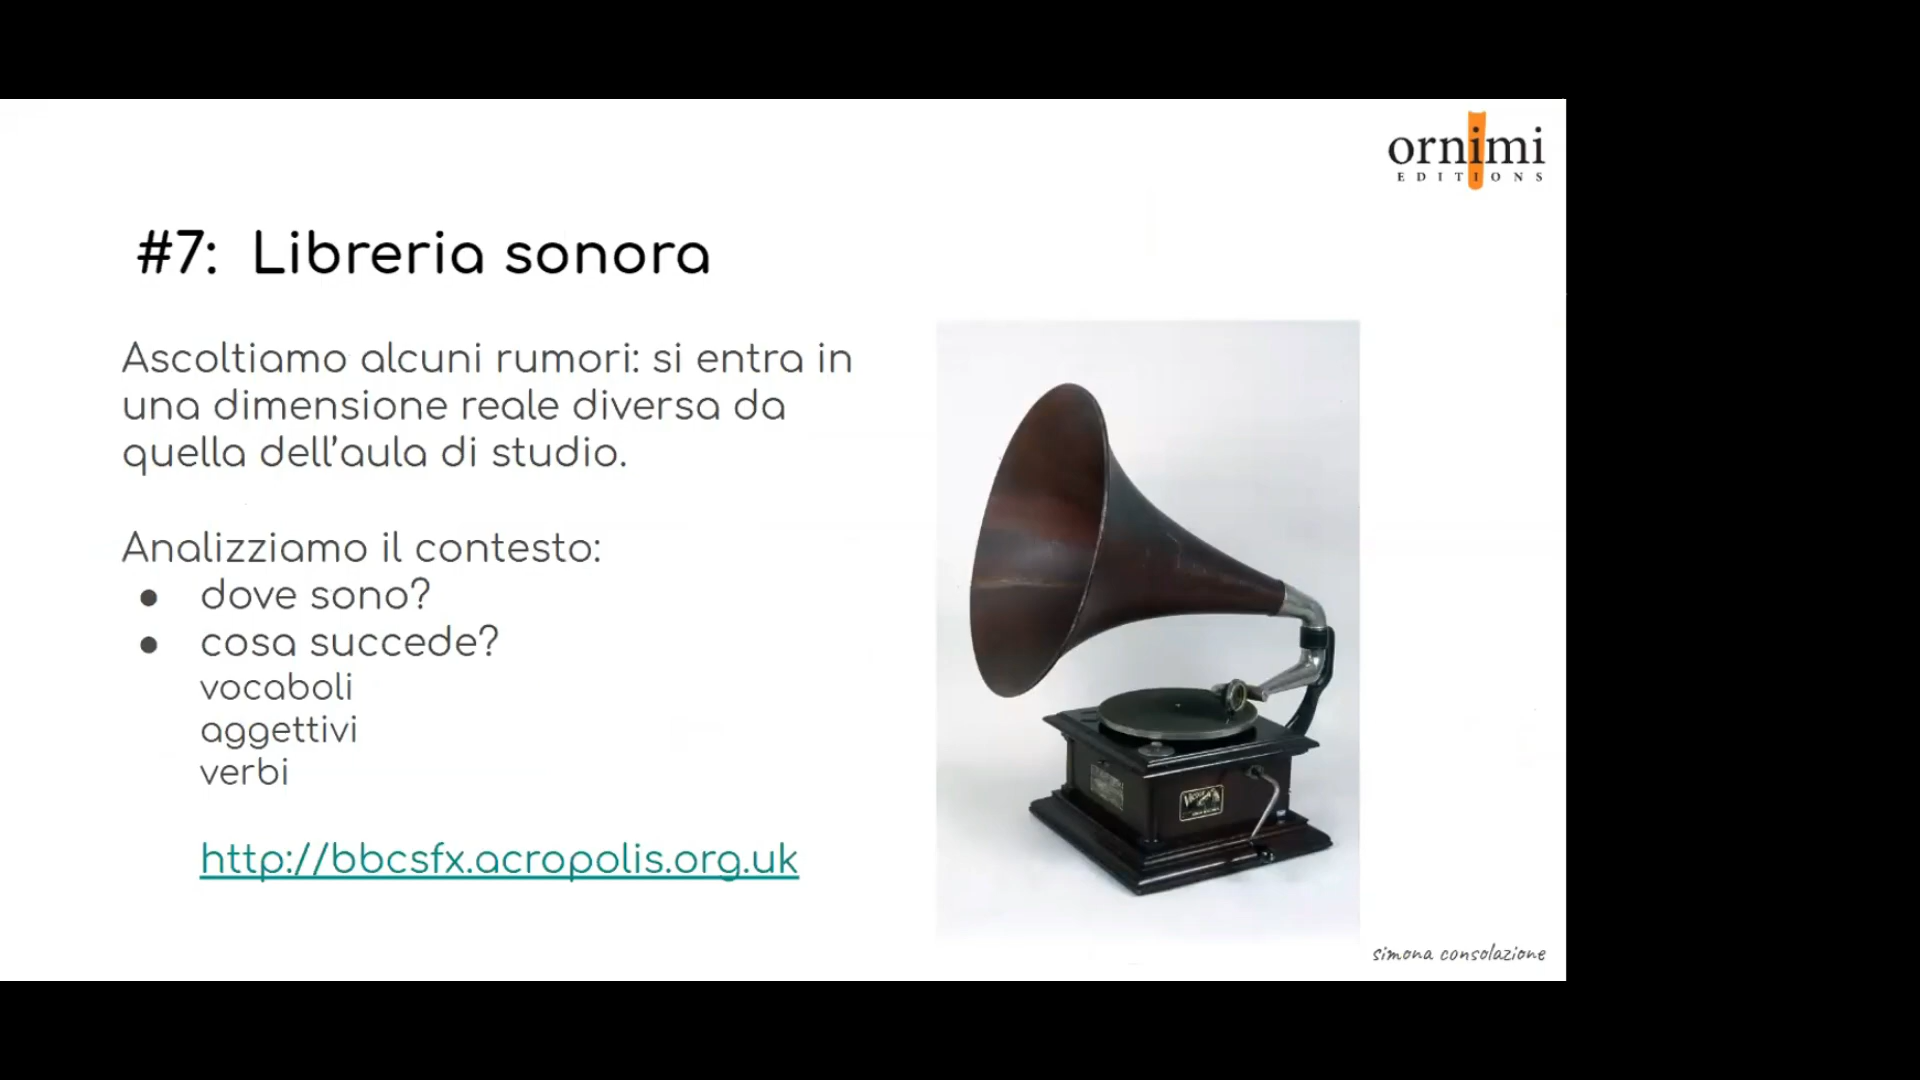 ornimi
EDITIONS
#7: Libreria sonora
Ascoltiamo alcuni rumori: si entra in
una dimensione reale diversa da
quella dell’aula di studio.
Analizziamo il contesto:
● dove sono?
● cosa succede?
vocaboli
aggettivi
verbi
http://bbcsfx.acropolis.org.uk
simona consolazione